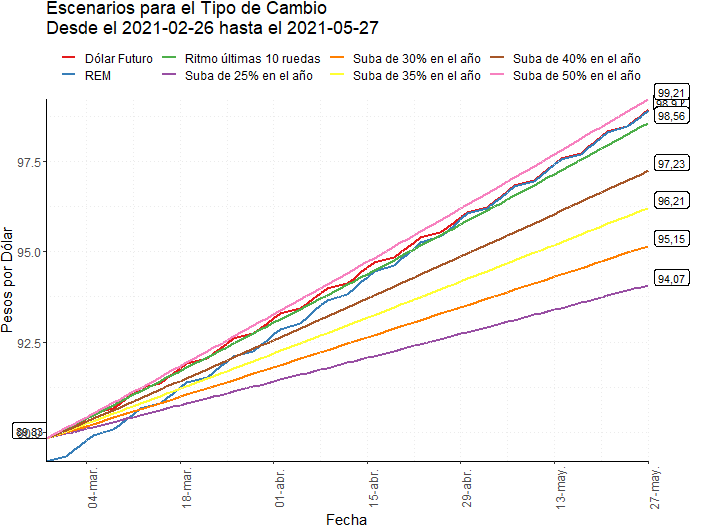 Escenarios para el Tipo de Cambio
Desde el 2021-02-26 hasta el 2021-05-27
Dólar Futuro
Ritmo últimas 10 ruedas
Suba de 30% en el año
Suba de 40% en el año
REM
Suba de 25% en el año
Suba de 35% en el año
Suba de 50% en el año
99,21
98,56
97,23
96,21
95,15
94,07
97.5
95.0
92.5
Pesos por Dólar
04-mar.
18-mar.
01-abr.
15-abr.
29-abr.
13-may.
27-may.
Fecha